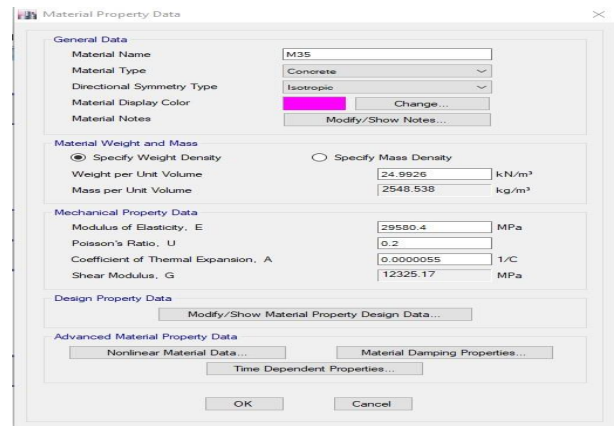 Material Property Data
General Data
Material Name M35
Material Type Concrete
Directional Symmetry Type Isotropic
Material Display Color Change...
Material Notes Modify/Show Notes...
Material Weight and Mass
Specify Weight Density Specify Mass Density
Weight per Unit Volume 24.9926 kN/m³
Mass per Unit Volume 2548.538 kg/m³
Mechanical Property Data
Modulus of Elasticity, E 29580.4 MPa
Poisson's Ratio, U 0.2
Coefficient of Thermal Expansion, A 0.0000055 1/C
Shear Modulus, G 12325.17 MPa
Design Property Data
Modify/Show Material Property Design Data...
Advanced Material Property Data
Nonlinear Material Data... Material Damping Properties...
Time Dependent Properties...
OK Cancel